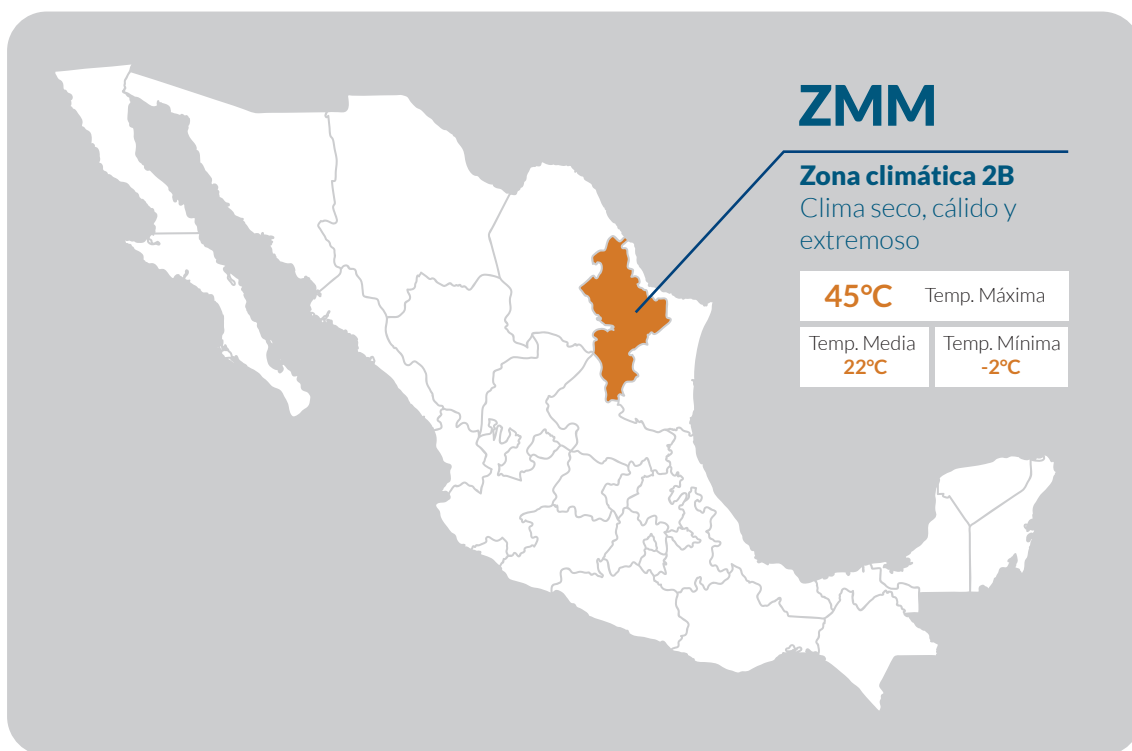 ZMM
Zona climática 2B
Clima seco, cálido y
extremoso
45°C Temp. Máxima
Temp. Media
22°C
Temp. Mínima
-2°C